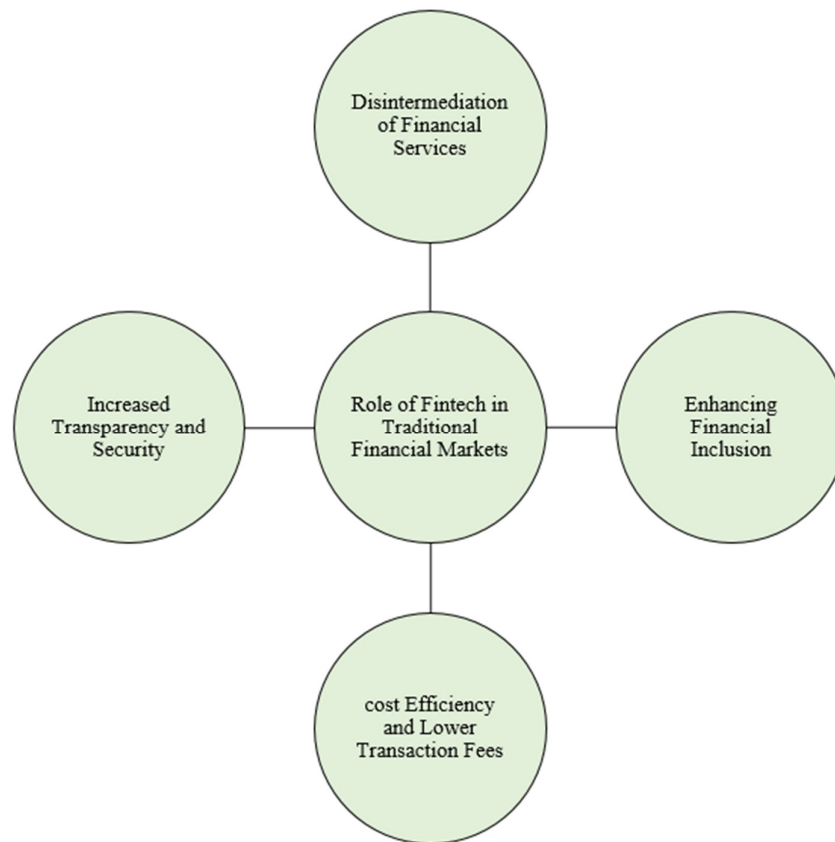 Disintermediation
of Financial
Services
Increased
Transparency and
Security
Role of Fintech in
Traditional
Financial Markets
Enhancing
Financial
Inclusion
cost Efficiency
and Lower
Transaction Fees